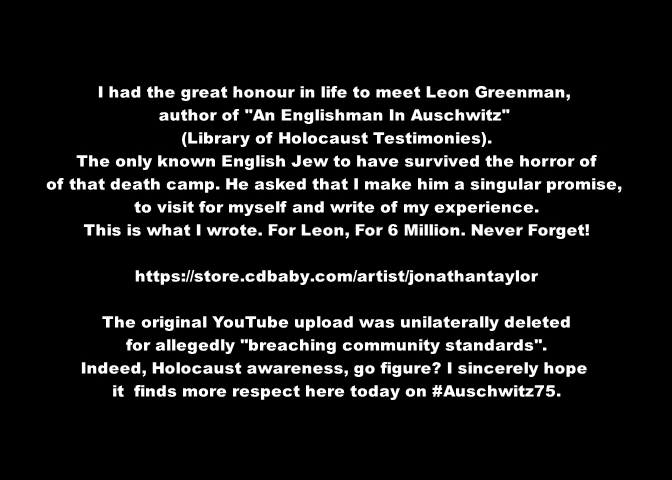 I had the great honour in life to meet Leon Greenman,
author of "An Englishman In Auschwitz"
(Library of Holocaust Testimonies).
The only known English Jew to have survived the horror of
of that death camp. He asked that I make him a singular promise,
to visit for myself and write of my experience.
This is what I wrote. For Leon, For 6 Million. Never Forget!
https://store.cdbaby.com/artist/jonathantaylor
The original YouTube upload was unilaterally deleted
for allegedly "breaching community standards".
Indeed, Holocaust awareness, go figure? I sincerely hope
it  finds more respect here today on #Auschwitz75.